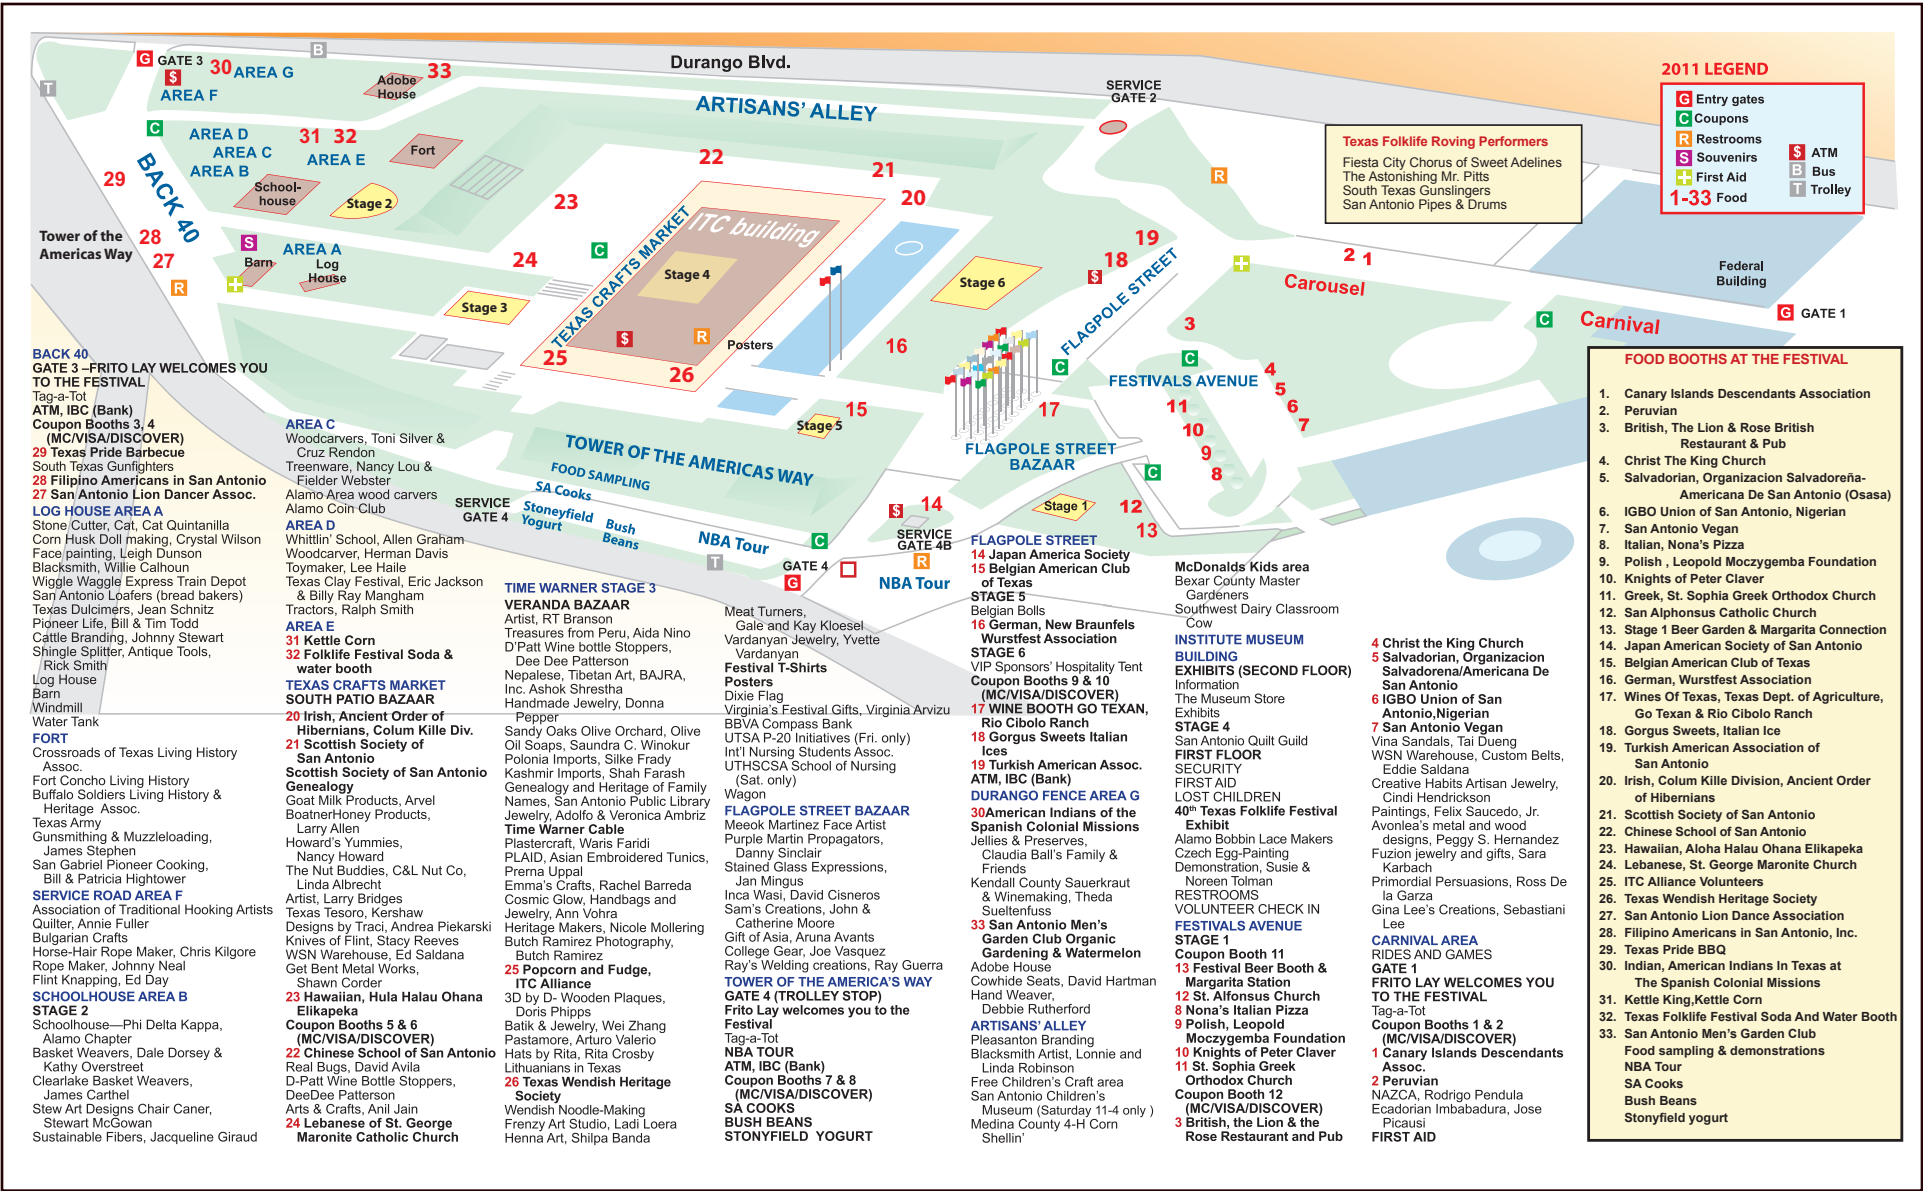 Durango Blvd.
G GATE 3
$
30 AREA G
AREA F
B
T
Adobe
House
33
ARTISANS' ALLEY
SERVICE
GATE 2
C
AREA D
AREA C
AREA B
31 32
AREA E
Fort
29
BACK 40
School-
house
Stage 2
22
21
20
23
Tower of the
Americas Way
28
27
R
S
AREA A
Barn
Log
House
24
C
Stage 3
TEXAS CRAFTS MARKET
ITC building
Stage 4
$
R
25
26
Posters
Stage 6
16
15
Stage 5
19
18
$
FLAGPOLE STREET
R
2 1
Carousel
Federal
Building
G GATE 1
C
Carnival
3
C
C
FESTIVALS AVENUE
4
5
6
7
11
10
9
8
17
FLAGPOLE STREET
BAZAAR
C
Stage 1
12
13
TOWER OF THE AMERICAS WAY
FOOD SAMPLING
SA Cooks
Stoneyfield
Yogurt
Bush
Beans
SERVICE
GATE 4
NBA Tour
T
C
GATE 4
G
$
14
SERVICE
GATE 4B
R
NBA Tour
Texas Folklife Roving Performers
Fiesta City Chorus of Sweet Adelines
The Astonishing Mr. Pitts
South Texas Gunslingers
San Antonio Pipes & Drums
2011 LEGEND
G Entry gates
C Coupons
R Restrooms
S Souvenirs
First Aid
1-33 Food
$ ATM
B Bus
T Trolley
BACK 40
GATE 3 –FRITO LAY WELCOMES YOU
TO THE FESTIVAL
Tag-a-Tot
ATM, IBC (Bank)
Coupon Booths 3, 4
(MC/VISA/DISCOVER)
29 Texas Pride Barbecue
South Texas Gunfighters
28 Filipino Americans in San Antonio
27 San Antonio Lion Dancer Assoc.
LOG HOUSE AREA A
Stone Cutter, Cat, Cat Quintanilla
Corn Husk Doll making, Crystal Wilson
Face painting, Leigh Dunson
Blacksmith, Willie Calhoun
Wiggle Waggle Express Train Depot
San Antonio Loafers (bread bakers)
Texas Dulcimers, Jean Schnitz
Pioneer Life, Bill & Tim Todd
Cattle Branding, Johnny Stewart
Shingle Splitter, Antique Tools,
Rick Smith
Log House
Barn
Windmill
Water Tank
FORT
Crossroads of Texas Living History
Assoc.
Fort Concho Living History
Buffalo Soldiers Living History &
Heritage Assoc.
Texas Army
Gunsmithing & Muzzleloading,
James Stephen
San Gabriel Pioneer Cooking,
Bill & Patricia Hightower
SERVICE ROAD AREA F
Association of Traditional Hooking Artists
Quilter, Annie Fuller
Bulgarian Crafts
Horse-Hair Rope Maker, Chris Kilgore
Rope Maker, Johnny Neal
Flint Knapping, Ed Day
SCHOOLHOUSE AREA B
STAGE 2
Schoolhouse—Phi Delta Kappa,
Alamo Chapter
Basket Weavers, Dale Dorsey &
Kathy Overstreet
Clearlake Basket Weavers,
James Carthel
Stew Art Designs Chair Caner,
Stewart McGowan
Sustainable Fibers, Jacqueline Giraud
AREA C
Woodcarvers, Toni Silver &
Cruz Rendon
Treenware, Nancy Lou &
Fielder Webster
Alamo Area wood carvers
Alamo Coin Club
AREA D
Whittlin' School, Allen Graham
Woodcarver, Herman Davis
Toymaker, Lee Haile
Texas Clay Festival, Eric Jackson
& Billy Ray Mangham
Tractors, Ralph Smith
AREA E
31 Kettle Corn
32 Folklife Festival Soda &
water booth
TEXAS CRAFTS MARKET
SOUTH PATIO BAZAAR
20 Irish, Ancient Order of
Hibernians, Colum Kille Div.
21 Scottish Society of
San Antonio
Scottish Society of San Antonio
Genealogy
Goat Milk Products, Arvel
BoatnerHoney Products,
Larry Allen
Howard's Yummies,
Nancy Howard
The Nut Buddies, C&L Nut Co,
Linda Albrecht
Artist, Larry Bridges
Texas Tesoro, Kershaw
Designs by Traci, Andrea Piekarski
Knives of Flint, Stacy Reeves
WSN Warehouse, Ed Saldana
Get Bent Metal Works,
Shawn Corder
23 Hawaiian, Hula Halau Ohana
Elikapeka
Coupon Booths 5 & 6
(MC/VISA/DISCOVER)
22 Chinese School of San Antonio
Real Bugs, David Avila
D-Patt Wine Bottle Stoppers,
DeeDee Patterson
Arts & Crafts, Anil Jain
24 Lebanese of St. George
Maronite Catholic Church
TIME WARNER STAGE 3
VERANDA BAZAAR
Artist, RT Branson
Treasures from Peru, Aida Nino
D'Patt Wine bottle Stoppers,
Dee Dee Patterson
Nepalese, Tibetan Art, BAJRA,
Inc. Ashok Shrestha
Handmade Jewelry, Donna
Pepper
Sandy Oaks Olive Orchard, Olive
Oil Soaps, Saundra C. Winokur
Polonia Imports, Silke Frady
Kashmir Imports, Shah Farash
Genealogy and Heritage of Family
Names, San Antonio Public Library
Jewelry, Adolfo & Veronica Ambriz
Time Warner Cable
Plastercraft, Waris Faridi
PLAID, Asian Embroidered Tunics,
Prerna Uppal
Emma's Crafts, Rachel Barreda
Cosmic Glow, Handbags and
Jewelry, Ann Vohra
Heritage Makers, Nicole Mollering
Butch Ramirez Photography,
Butch Ramirez
25 Popcorn and Fudge,
ITC Alliance
3D by D- Wooden Plaques,
Doris Phipps
Batik & Jewelry, Wei Zhang
Pastamore, Arturo Valerio
Hats by Rita, Rita Crosby
Lithuanians in Texas
26 Texas Wendish Heritage
Society
Wendish Noodle-Making
Frenzy Art Studio, Ladi Loera
Henna Art, Shilpa Banda
Meat Turners,
Gale and Kay Kloesel
Vardanyan Jewelry, Yvette
Vardanyan
Festival T-Shirts
Posters
Dixie Flag
Virginia's Festival Gifts, Virginia Arvizu
BBVA Compass Bank
UTSA P-20 Initiatives (Fri. only)
Int'l Nursing Students Assoc.
UTHSCSA School of Nursing
(Sat. only)
Wagon
FLAGPOLE STREET BAZAAR
Meeok Martinez Face Artist
Purple Martin Propagators,
Danny Sinclair
Stained Glass Expressions,
Jan Mingus
Inca Wasi, David Cisneros
Sam's Creations, John &
Catherine Moore
Gift of Asia, Aruna Avants
College Gear, Joe Vasquez
Ray's Welding creations, Ray Guerra
TOWER OF THE AMERICA'S WAY
GATE 4 (TROLLEY STOP)
Frito Lay welcomes you to the
Festival
Tag-a-Tot
NBA TOUR
ATM, IBC (Bank)
Coupon Booths 7 & 8
(MC/VISA/DISCOVER)
SA COOKS
BUSH BEANS
STONYFIELD YOGURT
FLAGPOLE STREET
14 Japan America Society
15 Belgian American Club
of Texas
STAGE 5
Belgian Bolls
16 German, New Braunfels
Wurstfest Association
STAGE 6
VIP Sponsors' Hospitality Tent
Coupon Booths 9 & 10
(MC/VISA/DISCOVER)
17 WINE BOOTH GO TEXAN,
Rio Cibolo Ranch
18 Gorgus Sweets Italian
Ices
19 Turkish American Assoc.
ATM, IBC (Bank)
DURANGO FENCE AREA G
30American Indians of the
Spanish Colonial Missions
Jellies & Preserves,
Claudia Ball's Family &
Friends
Kendall County Sauerkraut
& Winemaking, Theda
Sueltenfuss
33 San Antonio Men's
Garden Club Organic
Gardening & Watermelon
Adobe House
Cowhide Seats, David Hartman
Hand Weaver,
Debbie Rutherford
ARTISANS' ALLEY
Pleasanton Branding
Blacksmith Artist, Lonnie and
Linda Robinson
Free Children's Craft area
San Antonio Children's
Museum (Saturday 11-4 only )
Medina County 4-H Corn
Shellin'
McDonalds Kids area
Bexar County Master
Gardeners
Southwest Dairy Classroom
Cow
INSTITUTE MUSEUM
BUILDING
EXHIBITS (SECOND FLOOR)
Information
The Museum Store
Exhibits
STAGE 4
San Antonio Quilt Guild
FIRST FLOOR
SECURITY
FIRST AID
LOST CHILDREN
40th Texas Folklife Festival
Exhibit
Alamo Bobbin Lace Makers
Czech Egg-Painting
Demonstration, Susie &
Noreen Tolman
RESTROOMS
VOLUNTEER CHECK IN
FESTIVALS AVENUE
STAGE 1
Coupon Booth 11
13 Festival Beer Booth &
Margarita Station
12 St. Alfonsus Church
8 Nona's Italian Pizza
9 Polish, Leopold
Moczygemba Foundation
10 Knights of Peter Claver
11 St. Sophia Greek
Orthodox Church
Coupon Booth 12
(MC/VISA/DISCOVER)
3 British, the Lion & the
Rose Restaurant and Pub
4 Christ the King Church
5 Salvadorian, Organizacion
Salvadorena/Americana De
San Antonio
6 IGBO Union of San
Antonio,Nigerian
7 San Antonio Vegan
Vina Sandals, Tai Dueng
WSN Warehouse, Custom Belts,
Eddie Saldana
Creative Habits Artisan Jewelry,
Cindi Hendrickson
Paintings, Felix Saucedo, Jr.
Avonlea's metal and wood
designs, Peggy S. Hernandez
Fuzion jewelry and gifts, Sara
Karbach
Primordial Persuasions, Ross De
la Garza
Gina Lee's Creations, Sebastiani
Lee
CARNIVAL AREA
RIDES AND GAMES
GATE 1
FRITO LAY WELCOMES YOU
TO THE FESTIVAL
Tag-a-Tot
Coupon Booths 1 & 2
(MC/VISA/DISCOVER)
1 Canary Islands Descendants
Assoc.
2 Peruvian
NAZCA, Rodrigo Pendula
Ecadorian Imbabadura, Jose
Picausi
FIRST AID
FOOD BOOTHS AT THE FESTIVAL
1. Canary Islands Descendants Association
2. Peruvian
3. British, The Lion & Rose British
Restaurant & Pub
4. Christ The King Church
5. Salvadorian, Organizacion Salvadoreña-
Americana De San Antonio (Osasa)
6. IGBO Union of San Antonio, Nigerian
7. San Antonio Vegan
8. Italian, Nona's Pizza
9. Polish , Leopold Moczygemba Foundation
10. Knights of Peter Claver
11. Greek, St. Sophia Greek Orthodox Church
12. San Alphonsus Catholic Church
13. Stage 1 Beer Garden & Margarita Connection
14. Japan American Society of San Antonio
15. Belgian American Club of Texas
16. German, Wurstfest Association
17. Wines Of Texas, Texas Dept. of Agriculture,
Go Texan & Rio Cibolo Ranch
18. Gorgus Sweets, Italian Ice
19. Turkish American Association of
San Antonio
20. Irish, Colum Kille Division, Ancient Order
of Hibernians
21. Scottish Society of San Antonio
22. Chinese School of San Antonio
23. Hawaiian, Aloha Halau Ohana Elikapeka
24. Lebanese, St. George Maronite Church
25. ITC Alliance Volunteers
26. Texas Wendish Heritage Society
27. San Antonio Lion Dance Association
28. Filipino Americans in San Antonio, Inc.
29. Texas Pride BBQ
30. Indian, American Indians In Texas at
The Spanish Colonial Missions
31. Kettle King,Kettle Corn
32. Texas Folklife Festival Soda And Water Booth
33. San Antonio Men's Garden Club
Food sampling & demonstrations
NBA Tour
SA Cooks
Bush Beans
Stonyfield yogurt